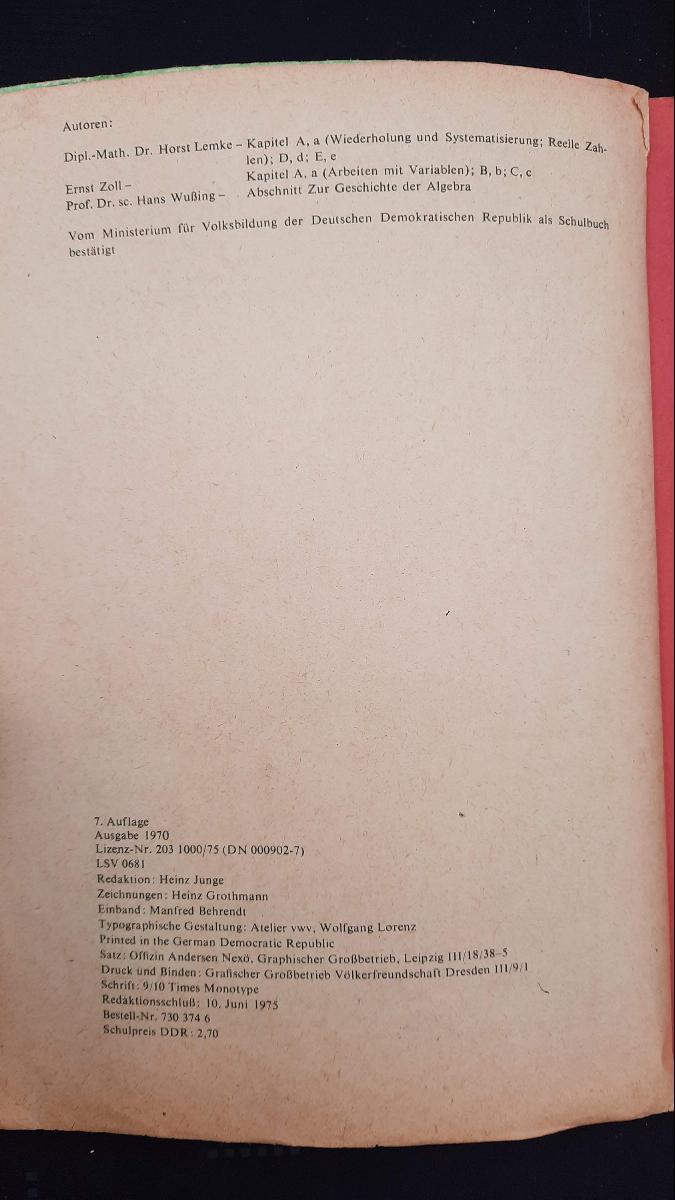 Autoren:
Dipl.-Math. Dr. Horst Lemke – Kapitel A, a (Wiederholung und Systematisierung; Reelle Zah-
len); D, d; E, e
Ernst Zoll – Kapitel A, a (Arbeiten mit Variablen); B, b; C, c
Prof. Dr. sc. Hans Wußing – Abschnitt Zur Geschichte der Algebra
Vom Ministerium für Volksbildung der Deutschen Demokratischen Republik als Schulbuch
bestätigt
7. Auflage
Ausgabe 1970
Lizenz-Nr. 203 1000/75 (DN 000902-7)
LSV 0681
Redaktion: Heinz Junge
Zeichnungen: Heinz Grothmann
Einband: Manfred Behrendt
Typographische Gestaltung: Atelier vwv, Wolfgang Lorenz
Printed in the German Democratic Republic
Satz: Offizin Andersen Nexö, Graphischer Großbetrieb, Leipzig III/18/38–5
Druck und Binden: Grafischer Großbetrieb Völkerfreundschaft Dresden III/9/1
Schrift: 9/10 Times Monotype
Redaktionsschluß: 10. Juni 1975
Bestell-Nr. 730 374 6
Schulpreis DDR: 2,70